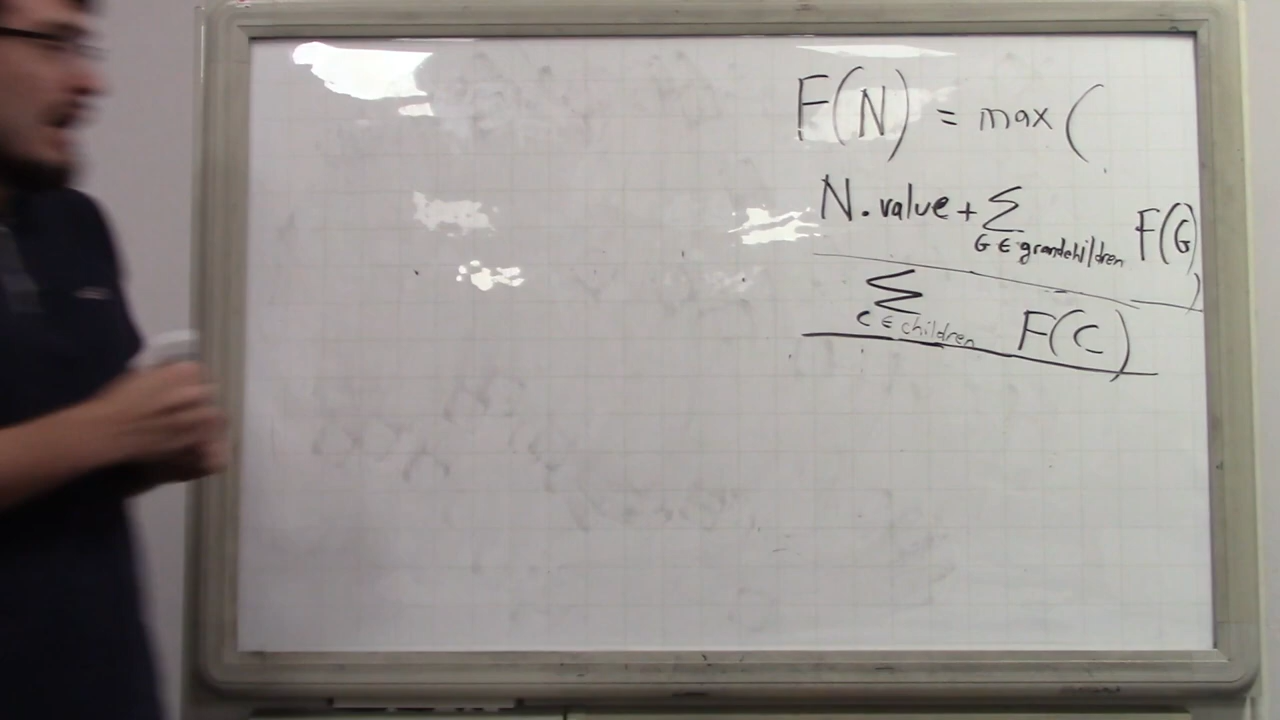 F(N) = max (
N.value + ∑ G ∈ grandchildren F(G)
∑ C ∈ children F(C) )